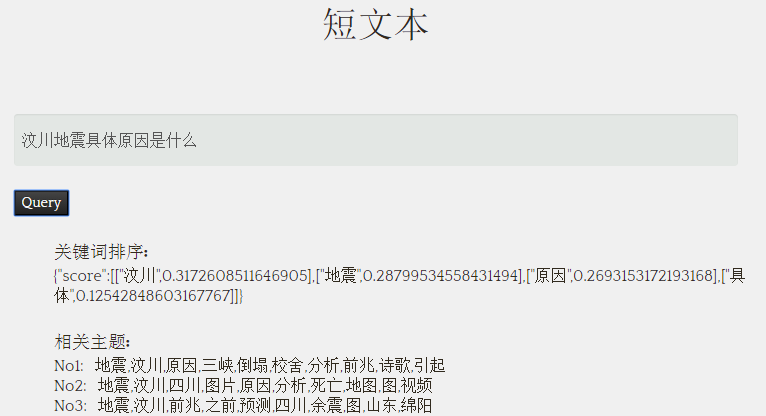 短文本
汶川地震具体原因是什么
Query
关键词排序:
{"score":[["汶川",0.3172608511646905],["地震",0.28799534558431494],["原因",0.2693153172193168],["具
体",0.12542848603167767]]}
相关主题:
No1: 地震,汶川,原因,三峡,倒塌,校舍,分析,前兆,诗歌,引起
No2: 地震,汶川,四川,图片,原因,分析,死亡,地图,图,视频
No3: 地震,汶川,前兆,之前,预测,四川,余震,图,山东,绵阳